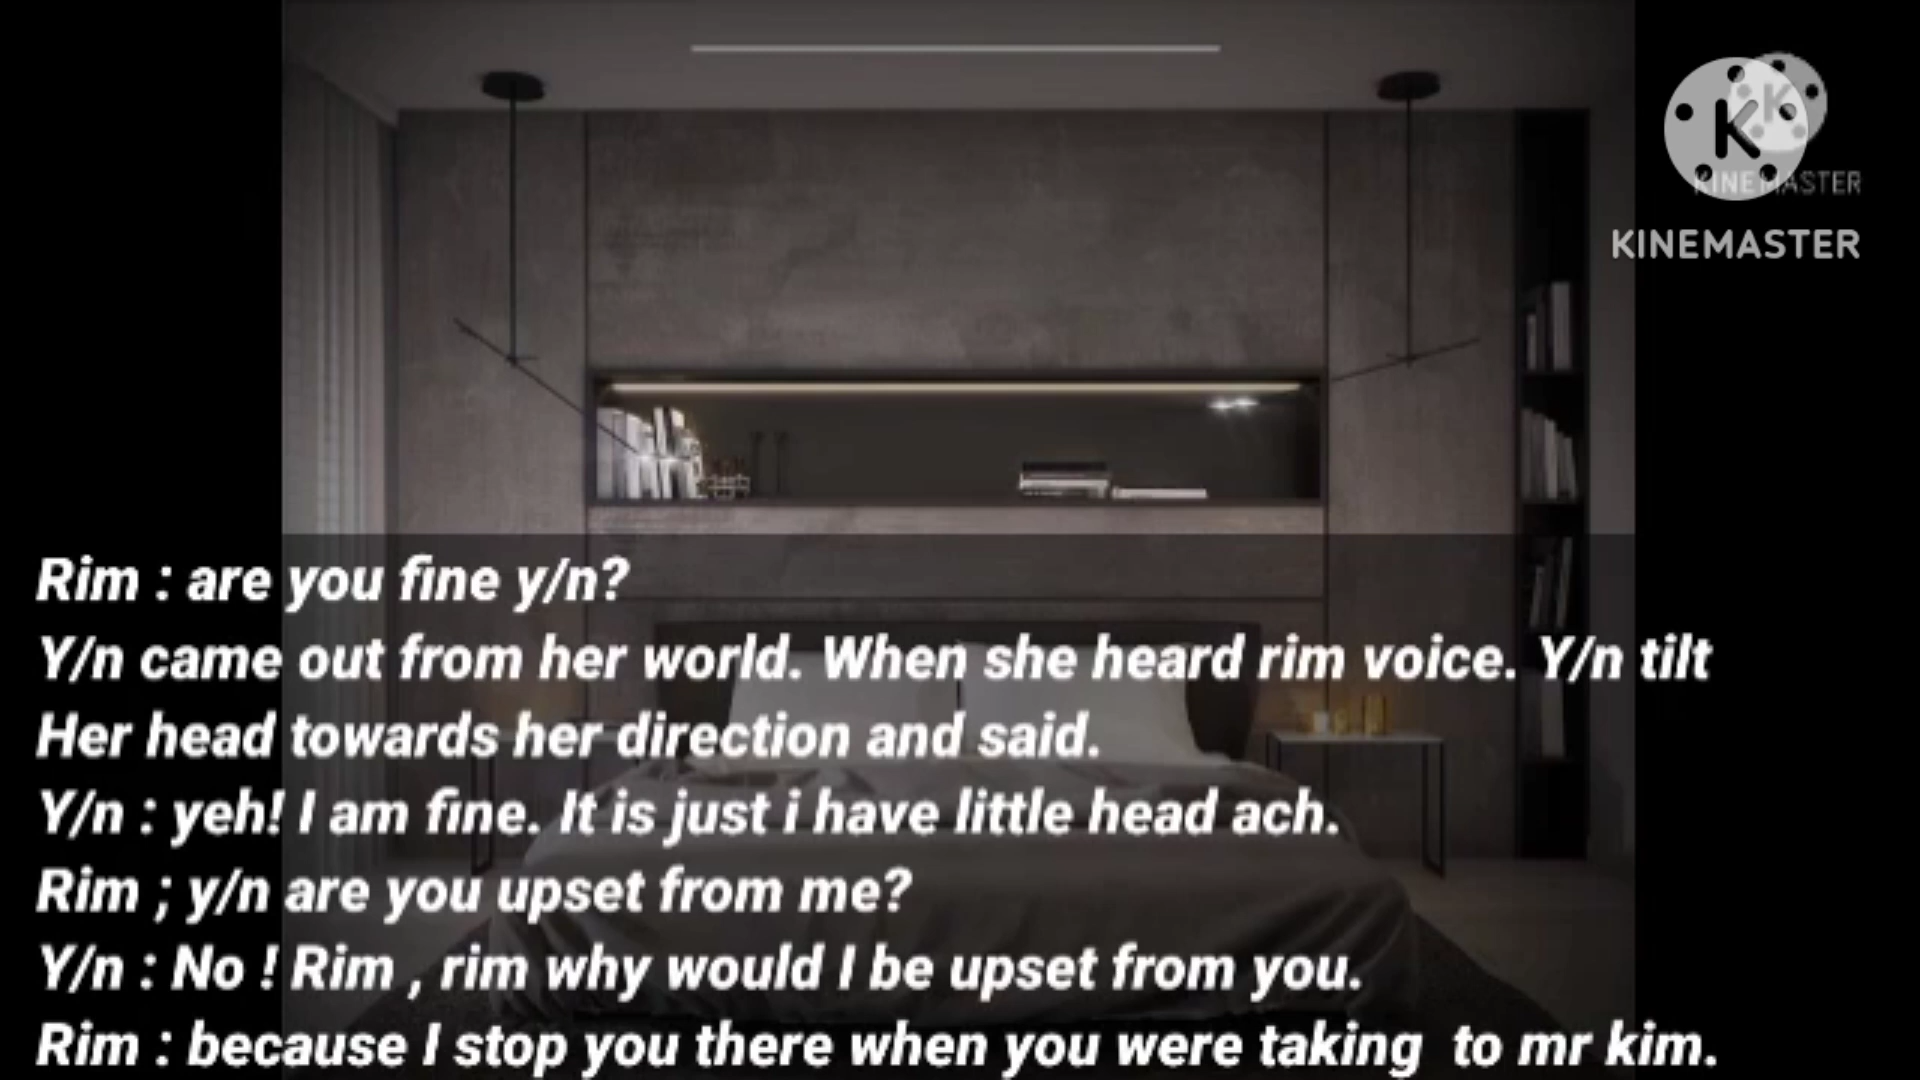 K
K
KINEMASTER
KINEMASTER
Rim : are you fine y/n?
Y/n came out from her world. When she heard rim voice. Y/n tilt
Her head towards her direction and said.
Y/n : yeh! I am fine. It is just i have little head ach.
Rim ; y/n are you upset from me?
Y/n : No ! Rim , rim why would I be upset from you.
Rim : because I stop you there when you were taking  to mr kim.